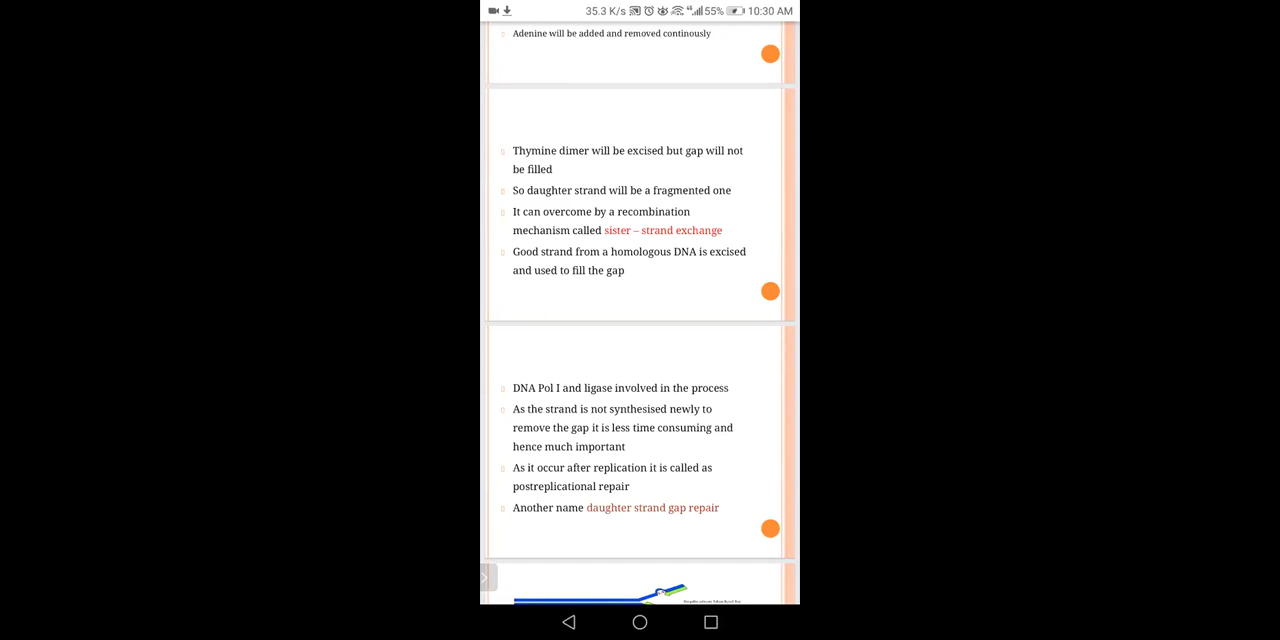 35.3 K/s 55% 10:30 AM
Adenine will be added and removed continously
Thymine dimer will be excised but gap will not
be filled
So daughter strand will be a fragmented one
It can overcome by a recombination
mechanism called sister – strand exchange
Good strand from a homologous DNA is excised
and used to fill the gap
DNA Pol I and ligase involved in the process
As the strand is not synthesised newly to
remove the gap it is less time consuming and
hence much important
As it occur after replication it is called as
postreplicational repair
Another name daughter strand gap repair